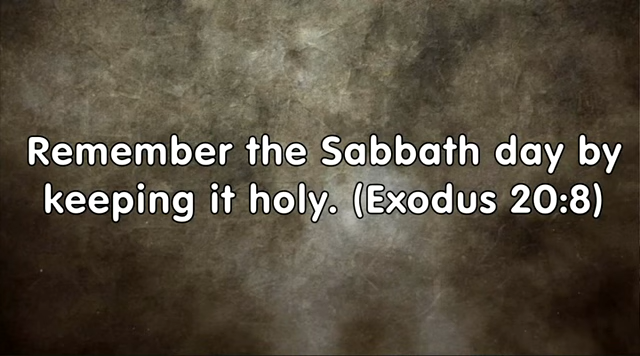 Remember the Sabbath day by
keeping it holy. (Exodus 20:8)